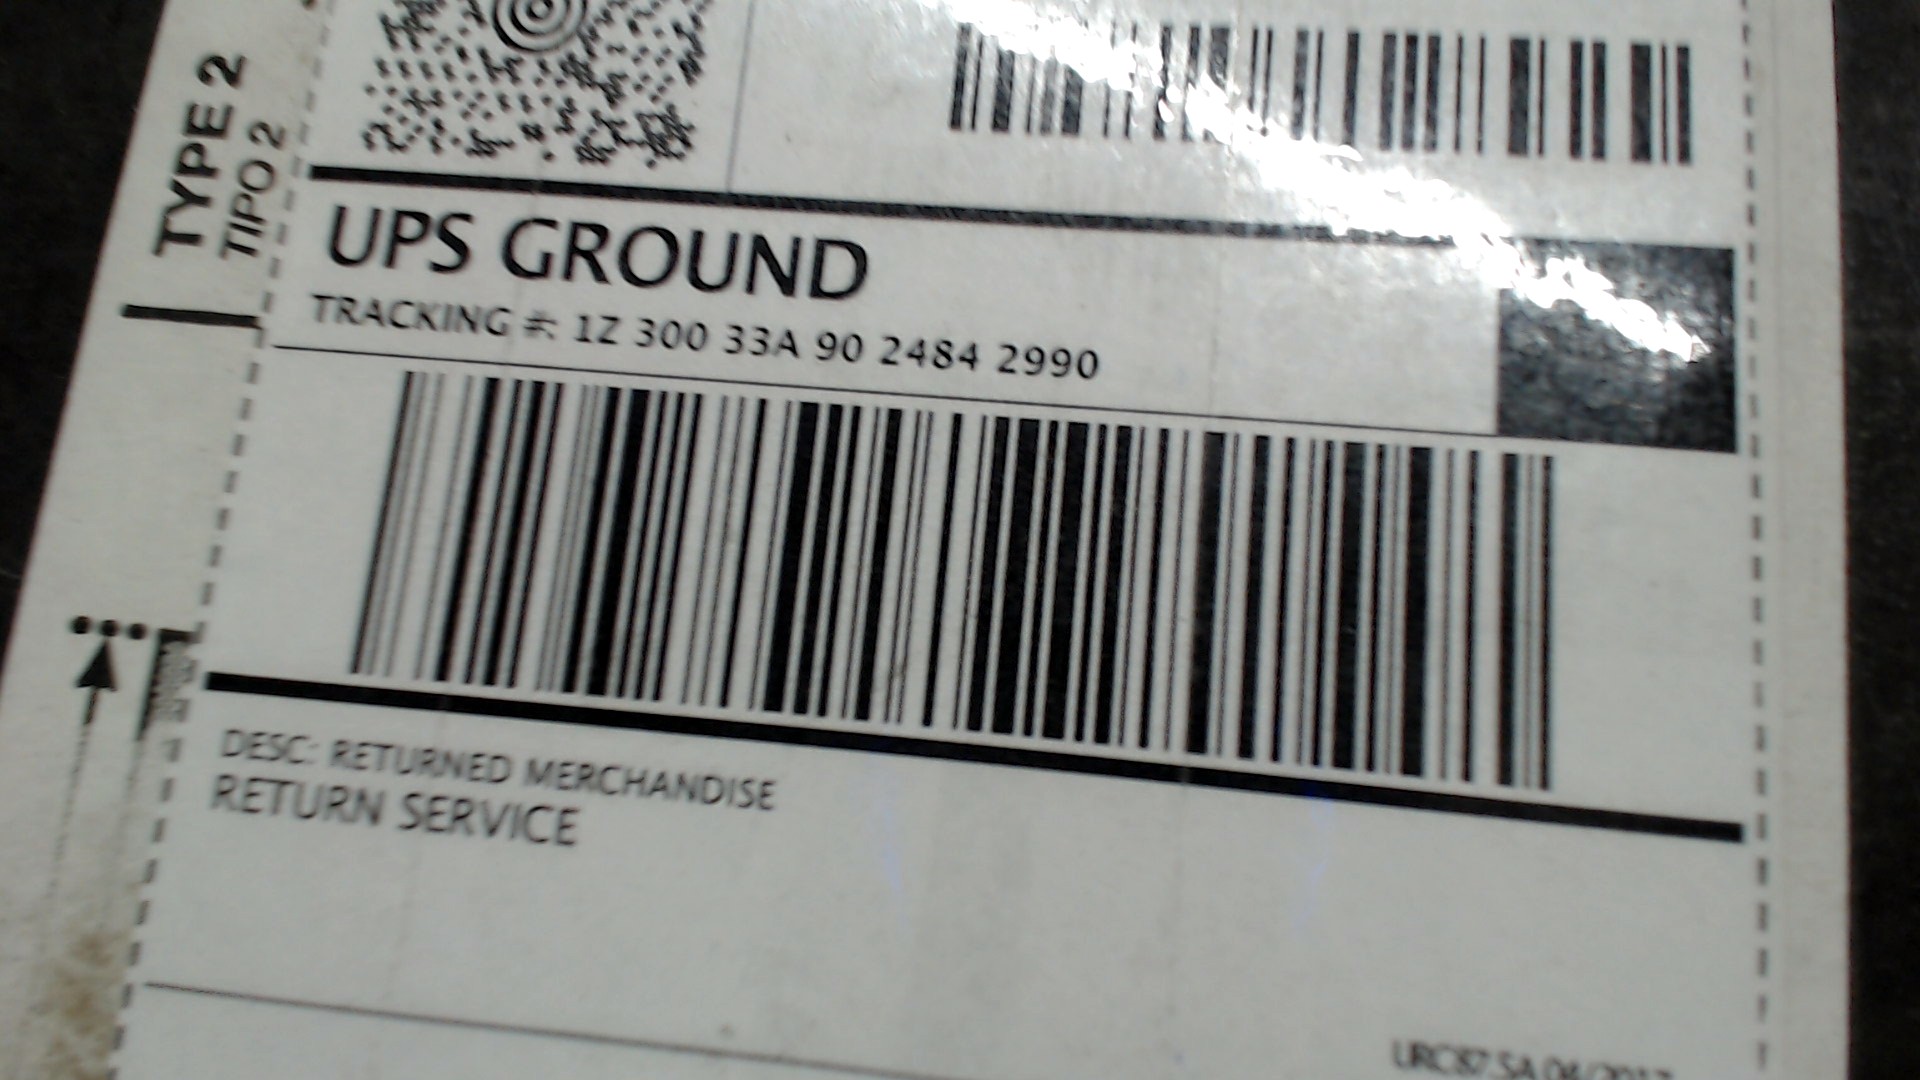 TYPE 2
TIPO 2
UPS GROUND
TRACKING #: 1Z 300 33A 90 2484 2990
DESC: RETURNED MERCHANDISE
RETURN SERVICE